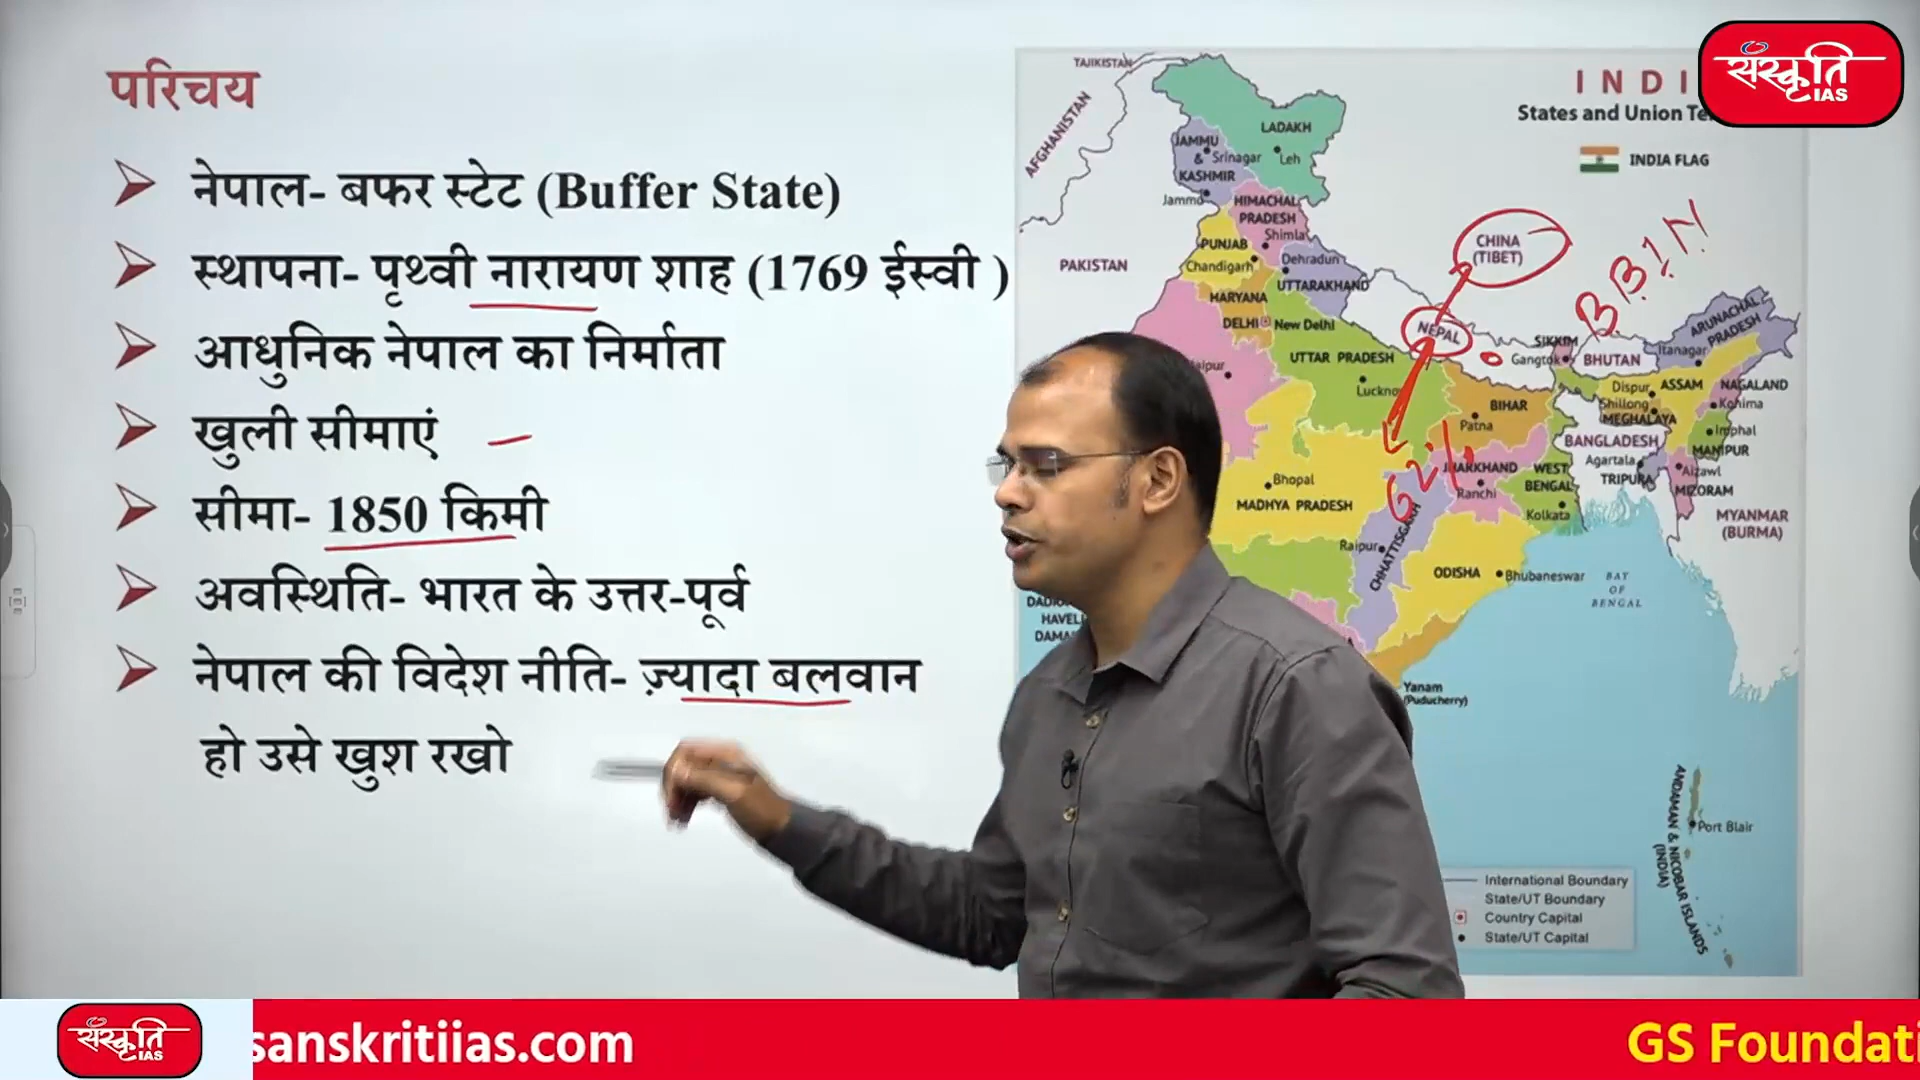 परिचय
नेपाल- बफर स्टेट (Buffer State)
स्थापना- पृथ्वी नारायण शाह (1769 ईस्वी )
आधुनिक नेपाल का निर्माता
खुली सीमाएं
सीमा- 1850 किमी
अवस्थिति- भारत के उत्तर-पूर्व
नेपाल की विदेश नीति- ज़्यादा बलवान
हो उसे खुश रखो
संस्कृति
IAS
States and Union
INDIA FLAG
TAJIKISTAN
AFGHANISTAN
PAKISTAN
LADAKH
Leh
JAMMU
& Srinagar
KASHMIR
Jammu
HIMACHAL
PRADESH
Shimla
PUNJAB
Chandigarh
Dehradun
UTTARAKHAND
HARYANA
DELHI New Delhi
CHINA
(TIBET)
BBIN
NEPAL
UTTAR PRADESH
SIKKIM
Gangtok
BHUTAN
ARUNACHAL
PRADESH
Itanagar
Dispur
ASSAM
NAGALAND
Kohima
Shillong
MEGHALAYA
Imphal
MANIPUR
BIHAR
Patna
BANGLADESH
Agartala
TRIPURA
Aizawl
MIZORAM
MYANMAR
(BURMA)
62%
JHARKHAND
Ranchi
WEST
BENGAL
Kolkata
Bhopal
MADHYA PRADESH
Raipur
CHHATTISGARH
ODISHA
Bhubaneswar
BAY
OF
BENGAL
Yanam
(Puducherry)
ANDAMAN & NICOBAR ISLANDS
(INDIA)
Port Blair
International Boundary
State/UT Boundary
Country Capital
State/UT Capital
संस्कृति
IAS
sanskritiias.com
GS